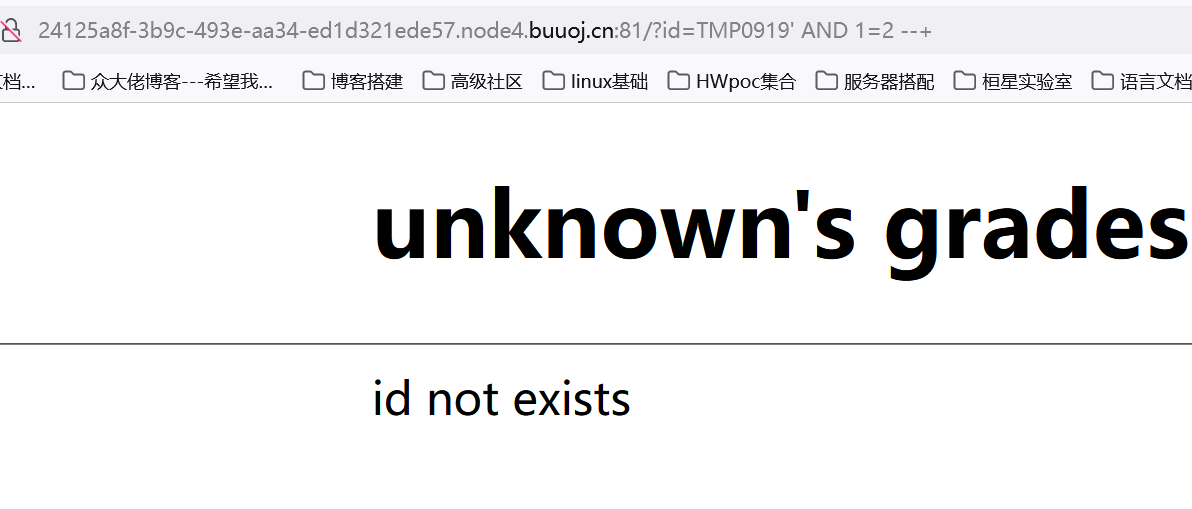 24125a8f-3b9c-493e-aa34-ed1d321ede57.node4.buuoj.cn:81/?id=TMP0919' AND 1=2 --+
文档... 众大佬博客---希望我... 博客搭建 高级社区 linux基础 HWpoc集合 服务器搭配 桓星实验室 语言文档
unknown's grades
id not exists